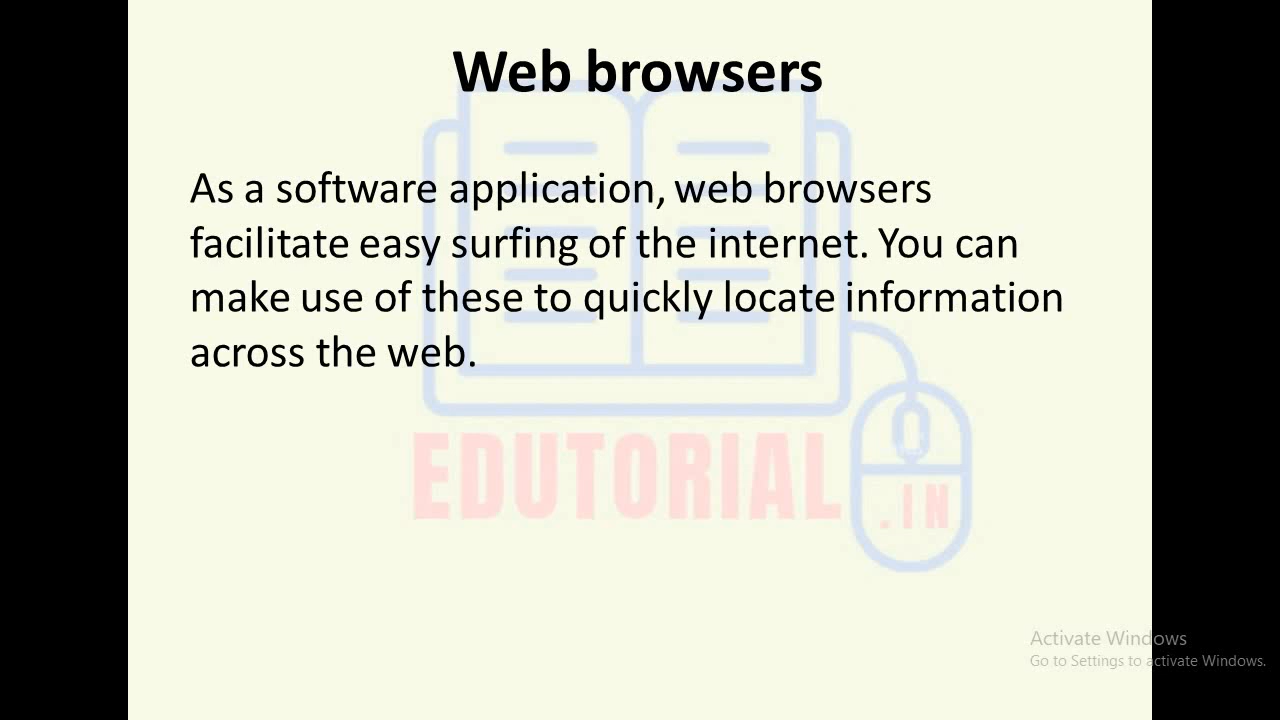 Web browsers
As a software application, web browsers
facilitate easy surfing of the internet. You can
make use of these to quickly locate information
across the web.
EDUTORIAL
.IN
Activate Windows
Go to Settings to activate Windows.